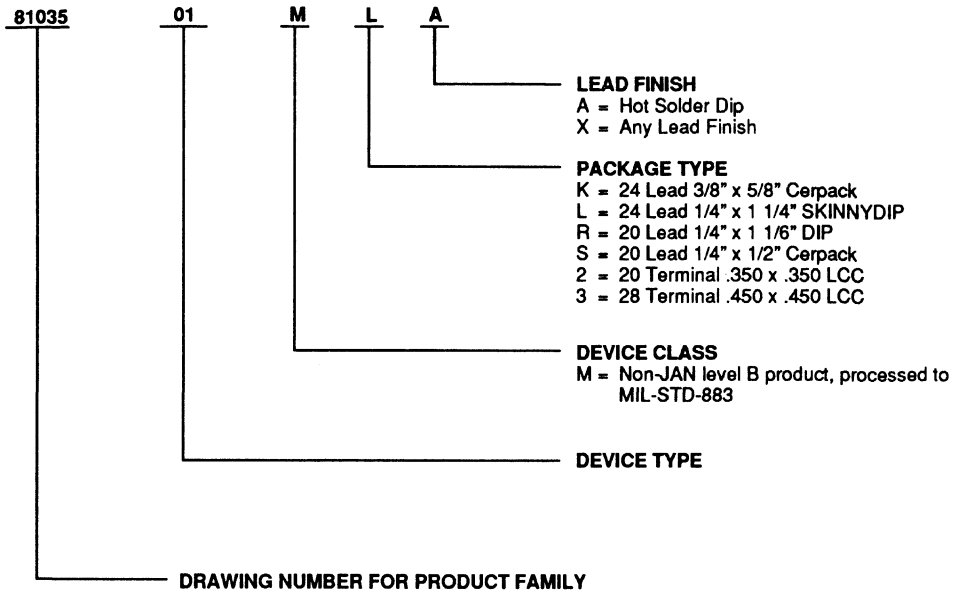 81035 01 M L A
LEAD FINISH
A = Hot Solder Dip
X = Any Lead Finish
PACKAGE TYPE
K = 24 Lead 3/8" x 5/8" Cerpack
L = 24 Lead 1/4" x 1 1/4" SKINNYDIP
R = 20 Lead 1/4" x 1 1/6" DIP
S = 20 Lead 1/4" x 1/2" Cerpack
2 = 20 Terminal .350 x .350 LCC
3 = 28 Terminal .450 x .450 LCC
DEVICE CLASS
M = Non-JAN level B product, processed to
MIL-STD-883
DEVICE TYPE
DRAWING NUMBER FOR PRODUCT FAMILY